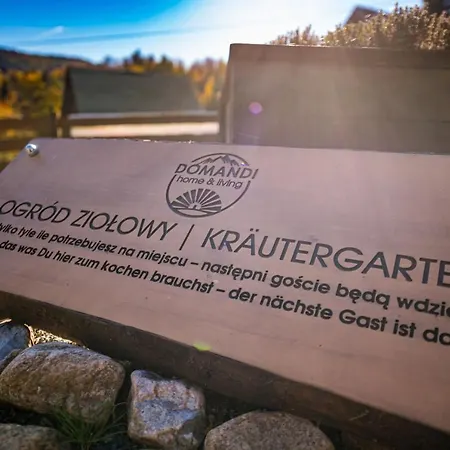 DOMANDI
home & living
OGRÓD ZIOŁOWY | KRÄUTERGARTE
tylko tyle ile potrzebujesz na miejscu – następni goście będą wdzię
das was Du hier zum kochen brauchst – der nächste Gast ist da